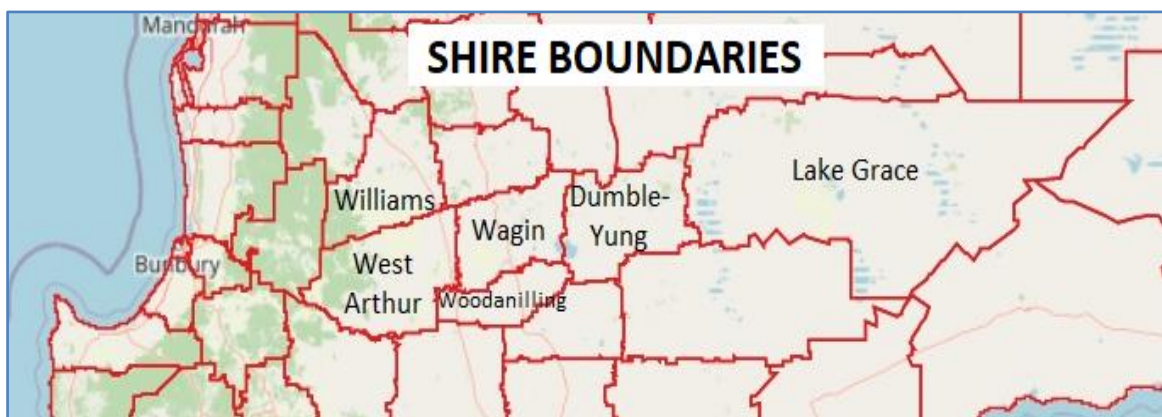 Mandurah
SHIRE BOUNDARIES
Lake Grace
Williams
Dumble-
Yung
Wagin
West
Arthur
Bunbury
Woodanilling